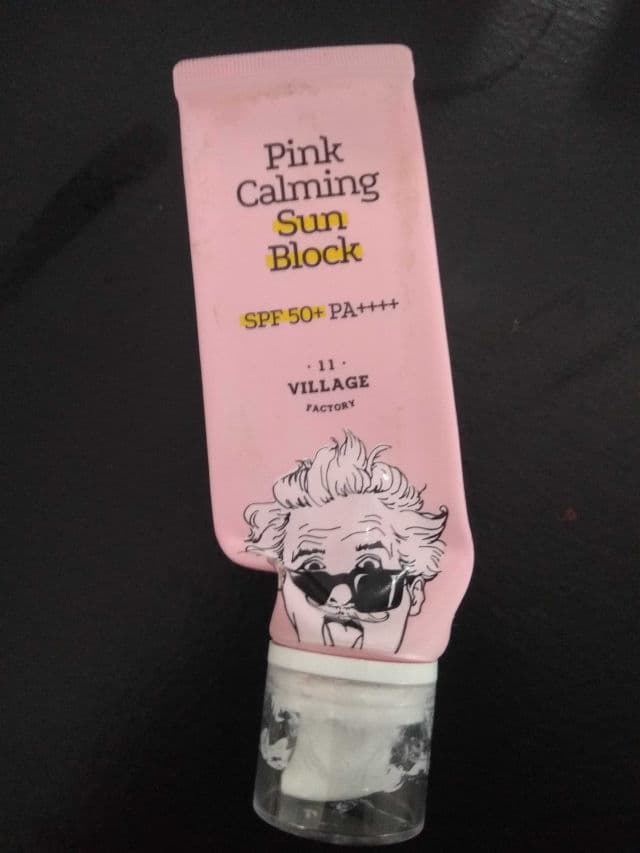 Pink
Calming
Sun
Block
SPF 50+ PA++++
· 11 ·
VILLAGE
FACTORY